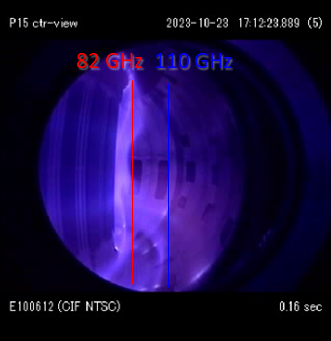 P15 ctr-view 2023-10-23 17:12:23.889 (5)
82 GHz 110 GHz
E100612 (CIF NTSC) 0.16 sec